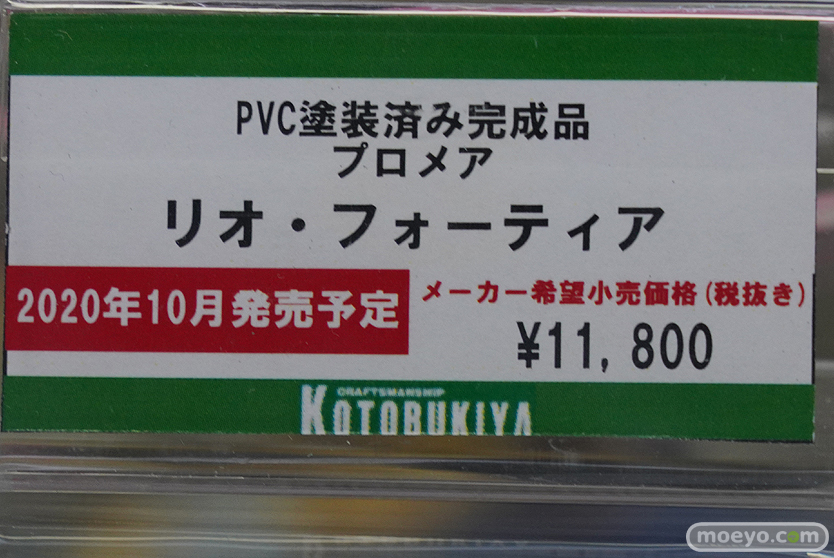 PVC塗装済み完成品
プロメア
リオ・フォーティア
2020年10月発売予定
メーカー希望小売価格(税抜き)
¥11,800
CRAFTSMANSHIP
KOTOBUKIYA
moeyo.com